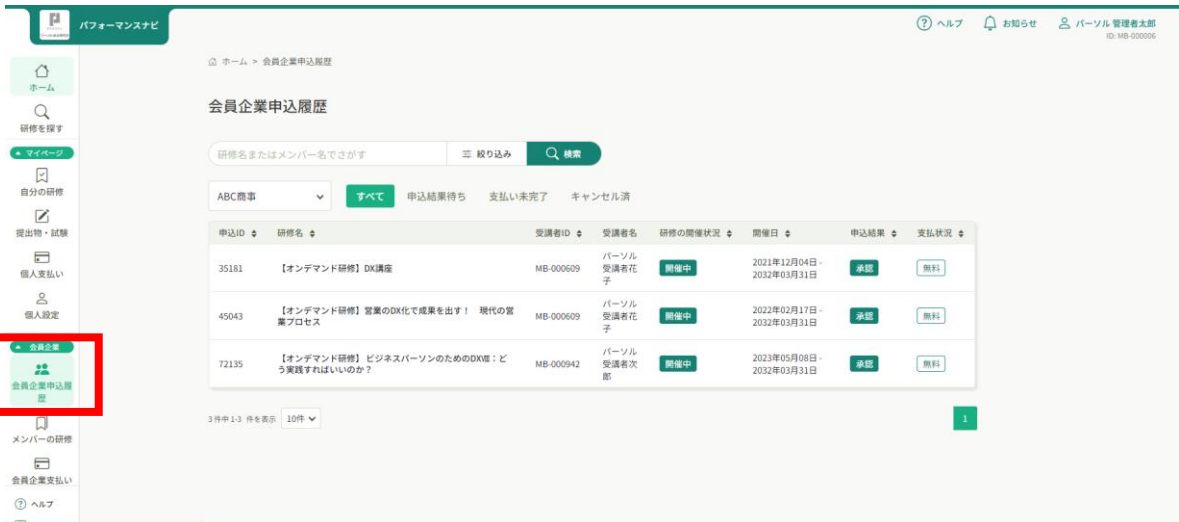 パフォーマンスナビ
ヘルプ
お知らせ
パーソル 管理者太郎
ID: MB-000006
ホーム
研修を探す
マイページ
自分の研修
提出物・試験
個人支払い
個人設定
会員企業
会員企業申込履
歴
メンバーの研修
会員企業支払い
ヘルプ
ホーム > 会員企業申込履歴
会員企業申込履歴
研修名またはメンバー名でさがす 絞り込み 検索
ABC商事 すべて 申込結果待ち 支払い未完了 キャンセル済
申込ID 研修名 受講者ID 受講者名 研修の開催状況 開催日 申込結果 支払状況
35181 【オンデマンド研修】DX講座 MB-000609 パーソル
受講者花
子 開催中 2021年12月04日 -
2032年03月31日 承認 無料
45043 【オンデマンド研修】営業のDX化で成果を出す！ 現代の営
業プロセス MB-000609 パーソル
受講者花
子 開催中 2022年02月17日 -
2032年03月31日 承認 無料
72135 【オンデマンド研修】 ビジネスパーソンのためのDXⅧ：ど
う実践すればいいのか？ MB-000942 パーソル
受講者次
郎 開催中 2023年05月08日 -
2032年03月31日 承認 無料
3 件中 1-3 件を表示 10件
1